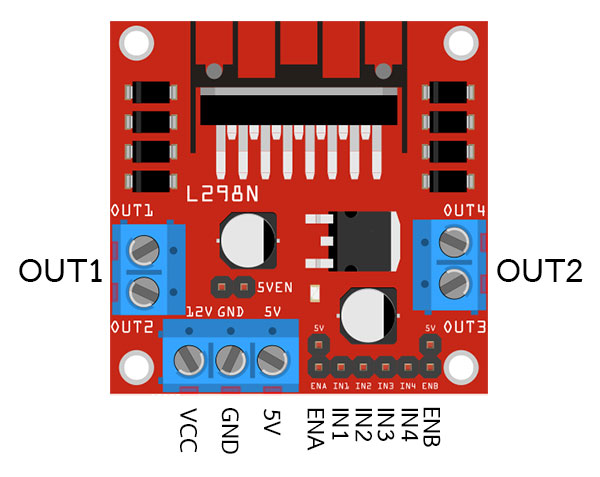 L298N
OUT1 OUT4
OUT1 OUT2
5VEN
OUT2 12V GND 5V 5V 5V OUT3
ENA IN1 IN2 IN3 IN4 ENB
VCC GND 5V ENA IN1 IN2 IN3 IN4 ENB